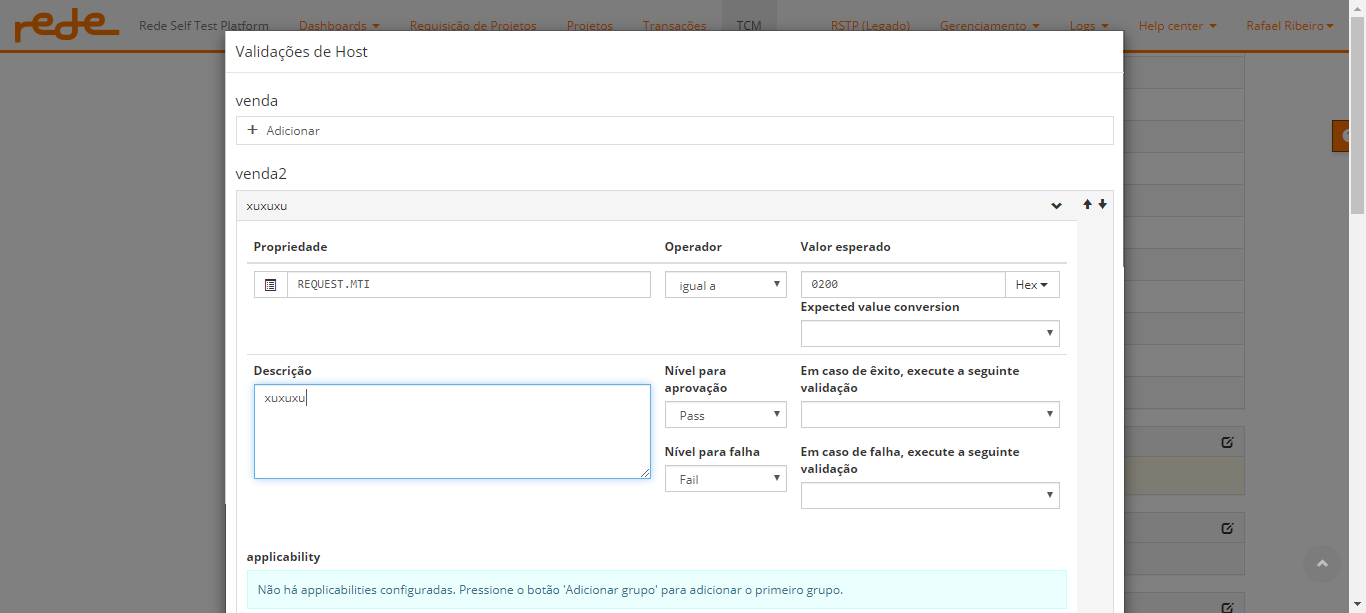 rede Rede Self Test Platform Dashboards Requisição de Projetos Projetos Transações TCM RSTP (Legado) Gerenciamento Logs Help center Rafael Ribeiro
Validações de Host
venda
+ Adicionar
venda2
xuxuxu
Propriedade Operador Valor esperado
REQUEST.MTI igual a 0200 Hex
Expected value conversion
Descrição Nível para aprovação Em caso de êxito, execute a seguinte validação
xuxuxu Pass
Nível para falha Em caso de falha, execute a seguinte validação
Fail
applicability
Não há applicabilities configuradas. Pressione o botão 'Adicionar grupo' para adicionar o primeiro grupo.